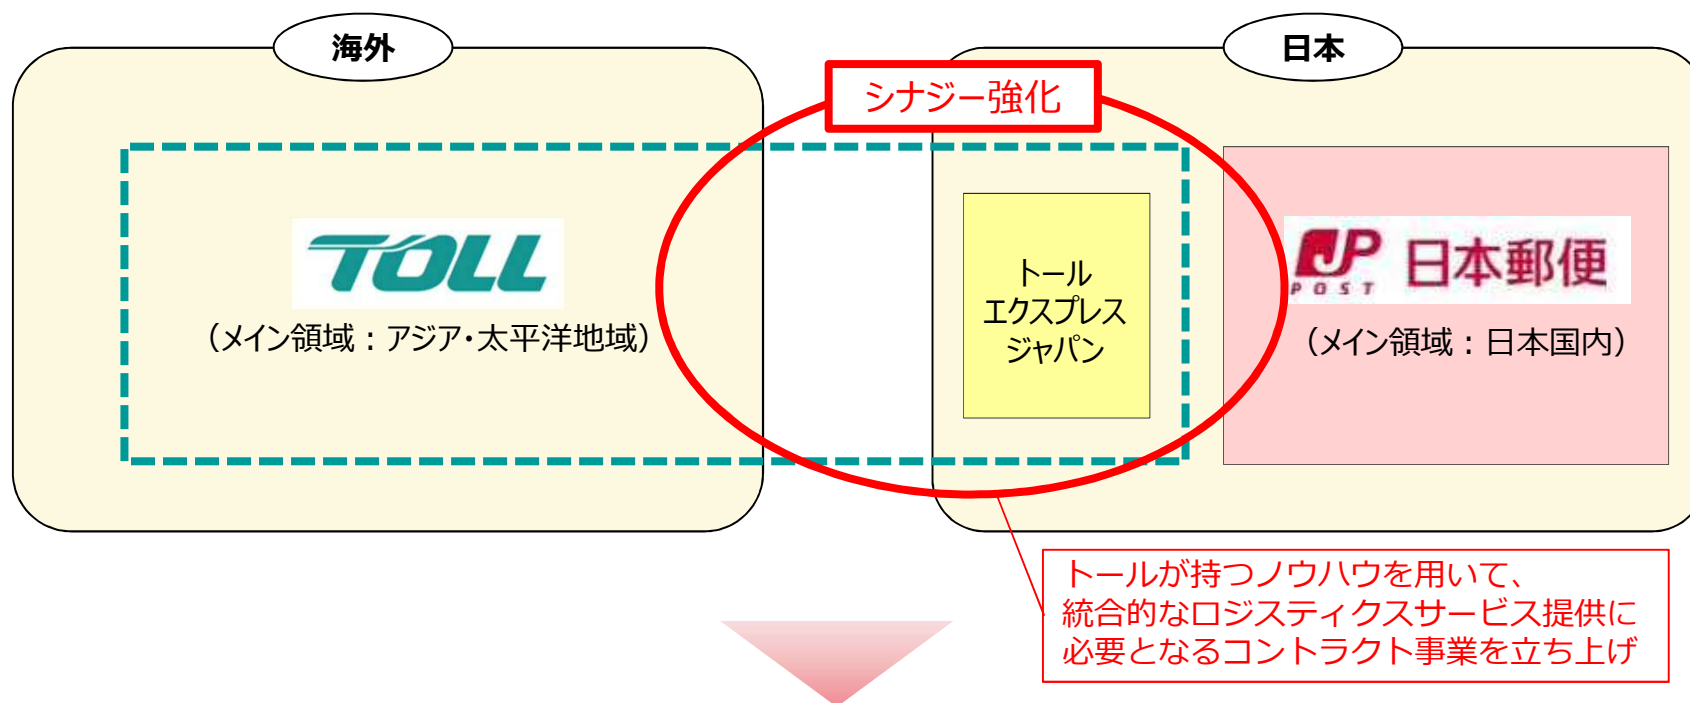 海外
日本
シナジー強化
TOLL
（メイン領域：アジア・太平洋地域）
トール
エクスプレス
ジャパン
JP 日本郵便
POST
（メイン領域：日本国内）
トールが持つノウハウを用いて、
統合的なロジスティクスサービス提供に
必要となるコントラクト事業を立ち上げ